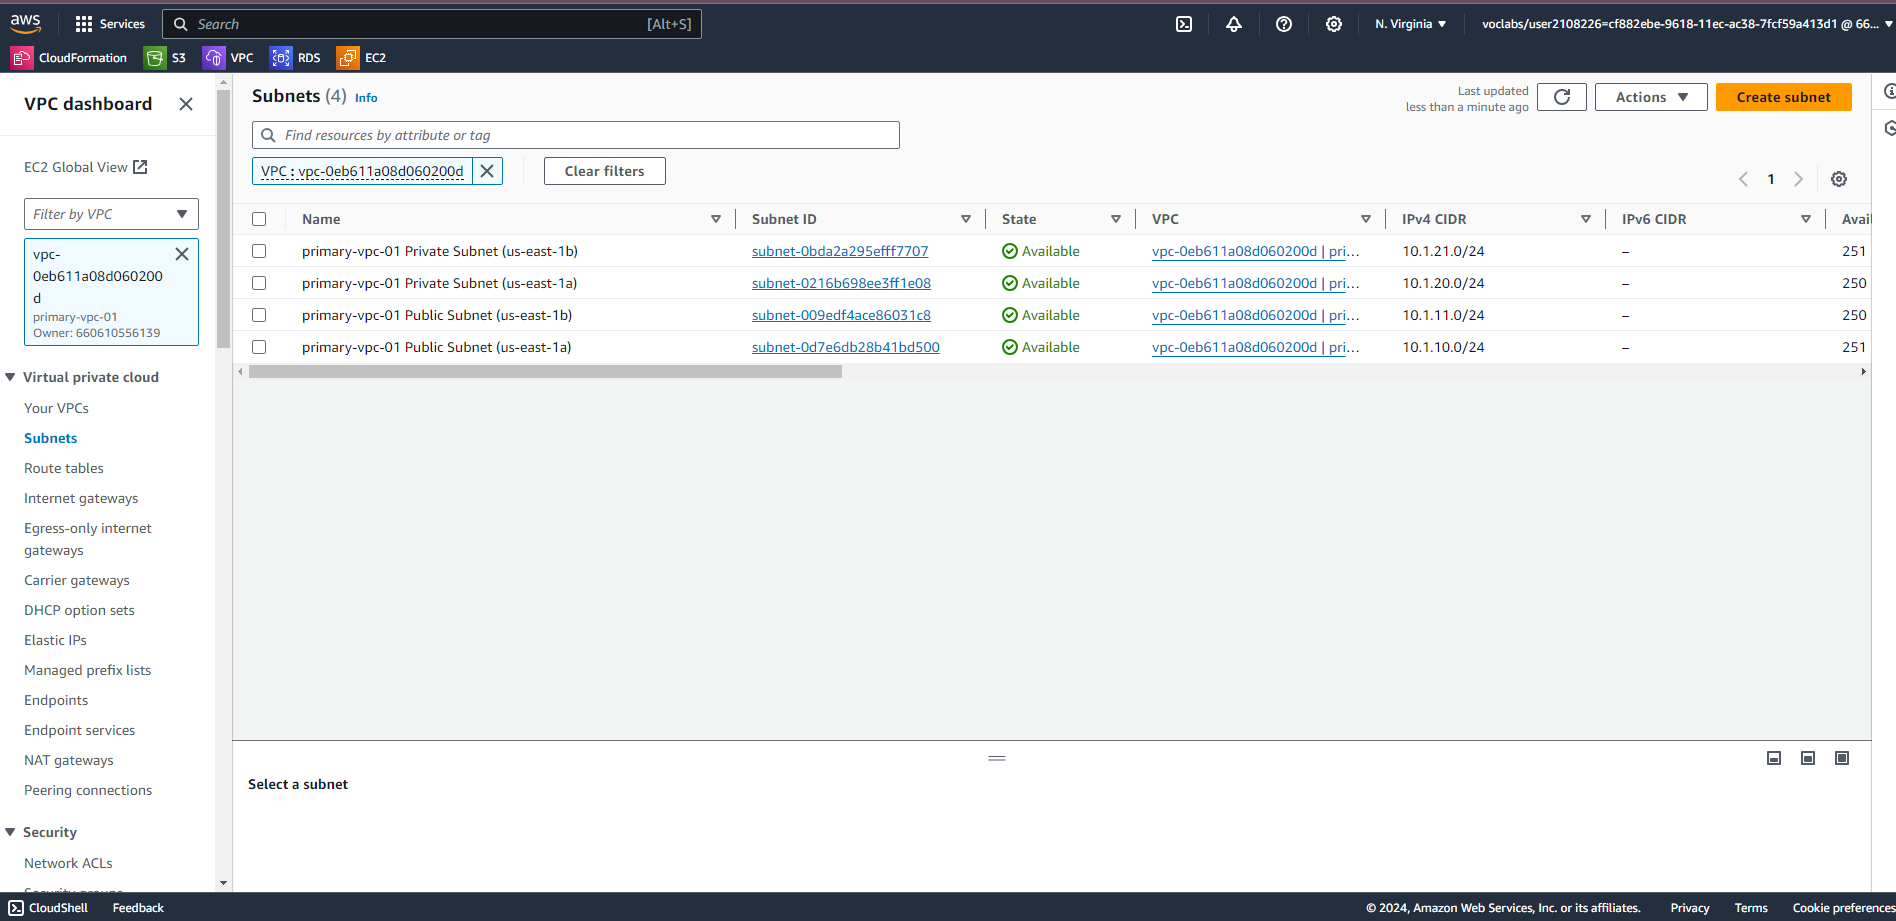 aws
Services
Search
[Alt+S]
N. Virginia
voclabs/user2108226=cf882ebe-9618-11ec-ac38-7fcf59a413d1 @ 66...
CloudFormation
S3
VPC
RDS
EC2
VPC dashboard
EC2 Global View
Filter by VPC
vpc-
0eb611a08d060200
d
primary-vpc-01
Owner: 660610556139
Virtual private cloud
Your VPCs
Subnets
Route tables
Internet gateways
Egress-only internet
gateways
Carrier gateways
DHCP option sets
Elastic IPs
Managed prefix lists
Endpoints
Endpoint services
NAT gateways
Peering connections
Security
Network ACLs
Security groups
Subnets (4) Info
Last updated
less than a minute ago
Actions
Create subnet
Find resources by attribute or tag
VPC : vpc-0eb611a08d060200d
Clear filters
1
Name Subnet ID State VPC IPv4 CIDR IPv6 CIDR Avai
primary-vpc-01 Private Subnet (us-east-1b) subnet-0bda2a295efff7707 Available vpc-0eb611a08d060200d | pri... 10.1.21.0/24 – 251
primary-vpc-01 Private Subnet (us-east-1a) subnet-0216b698ee3ff1e08 Available vpc-0eb611a08d060200d | pri... 10.1.20.0/24 – 250
primary-vpc-01 Public Subnet (us-east-1b) subnet-009edf4ace86031c8 Available vpc-0eb611a08d060200d | pri... 10.1.11.0/24 – 250
primary-vpc-01 Public Subnet (us-east-1a) subnet-0d7e6db28b41bd500 Available vpc-0eb611a08d060200d | pri... 10.1.10.0/24 – 251
Select a subnet
CloudShell
Feedback
© 2024, Amazon Web Services, Inc. or its affiliates.
Privacy
Terms
Cookie preferences